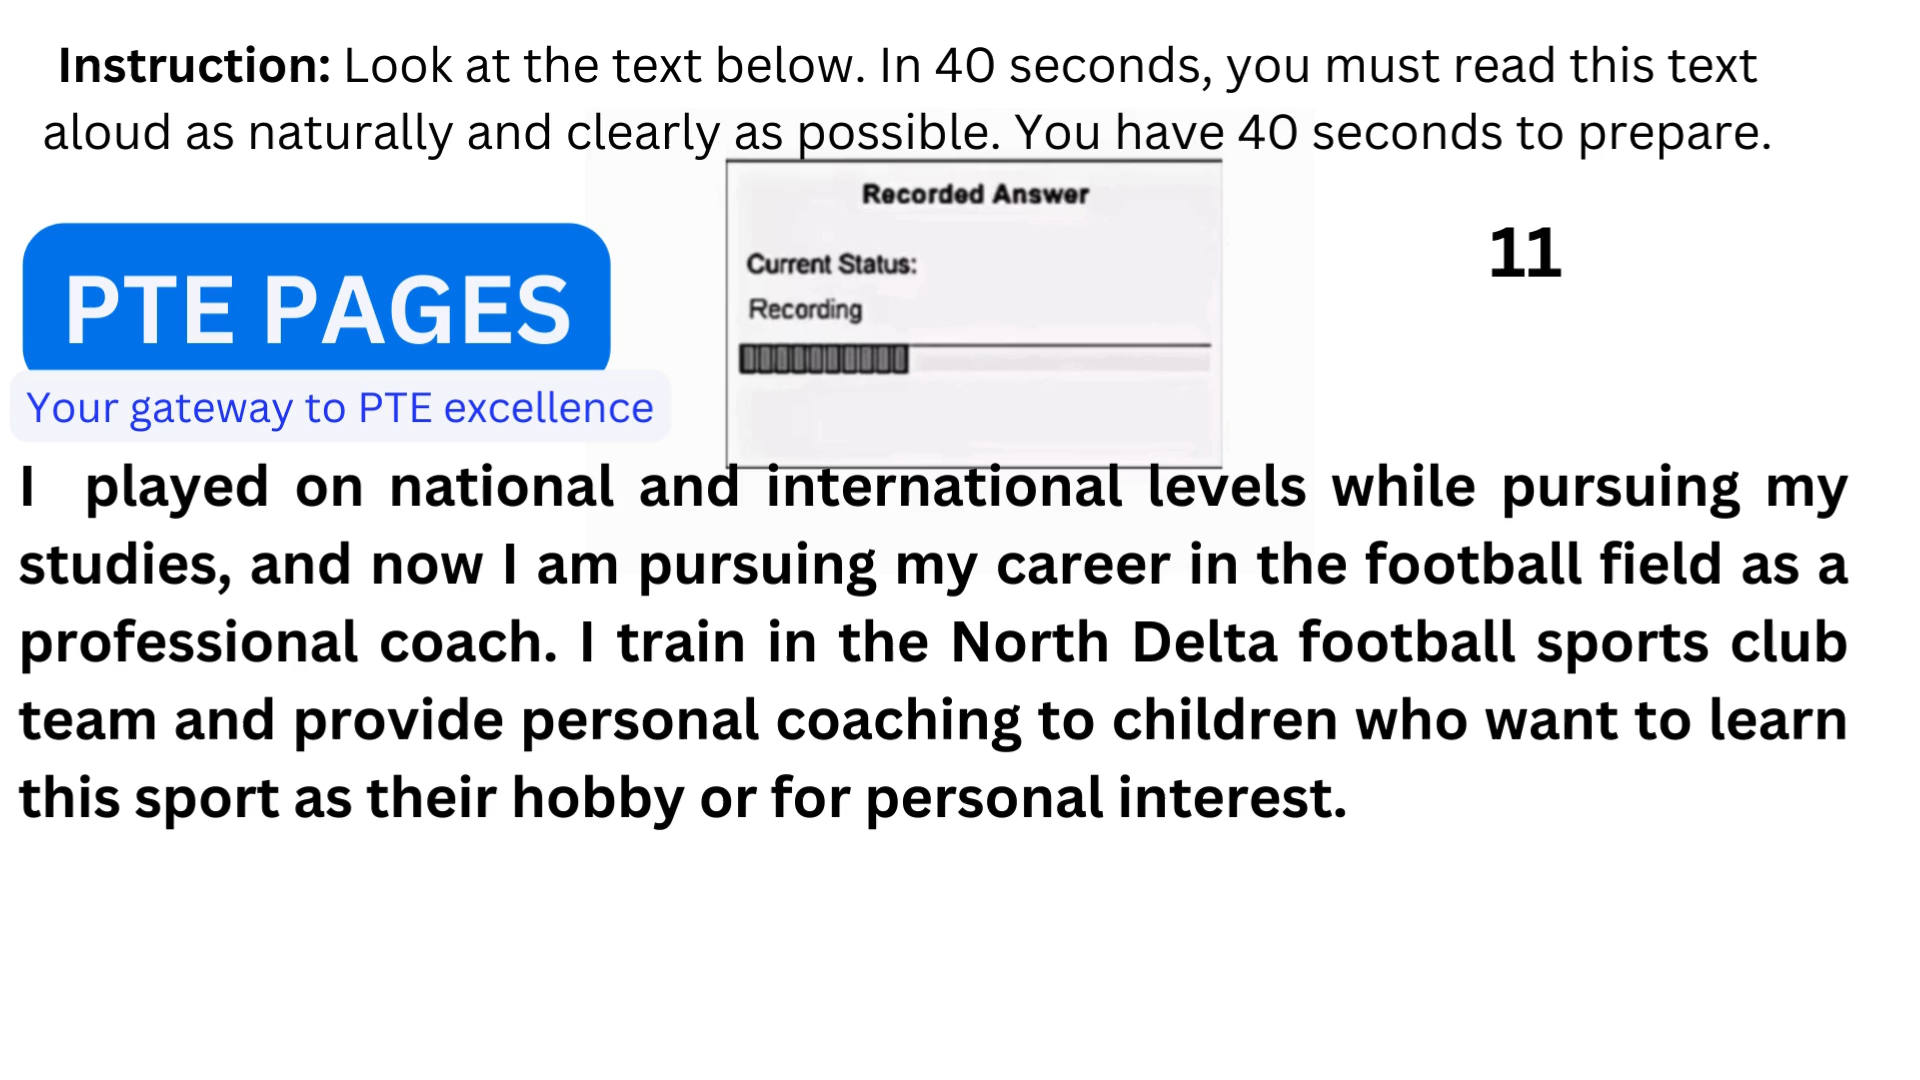 Instruction: Look at the text below. In 40 seconds, you must read this text
aloud as naturally and clearly as possible. You have 40 seconds to prepare.
Recorded Answer
Current Status:
Recording
11
PTE PAGES
Your gateway to PTE excellence
I played on national and international levels while pursuing my
studies, and now I am pursuing my career in the football field as a
professional coach. I train in the North Delta football sports club
team and provide personal coaching to children who want to learn
this sport as their hobby or for personal interest.